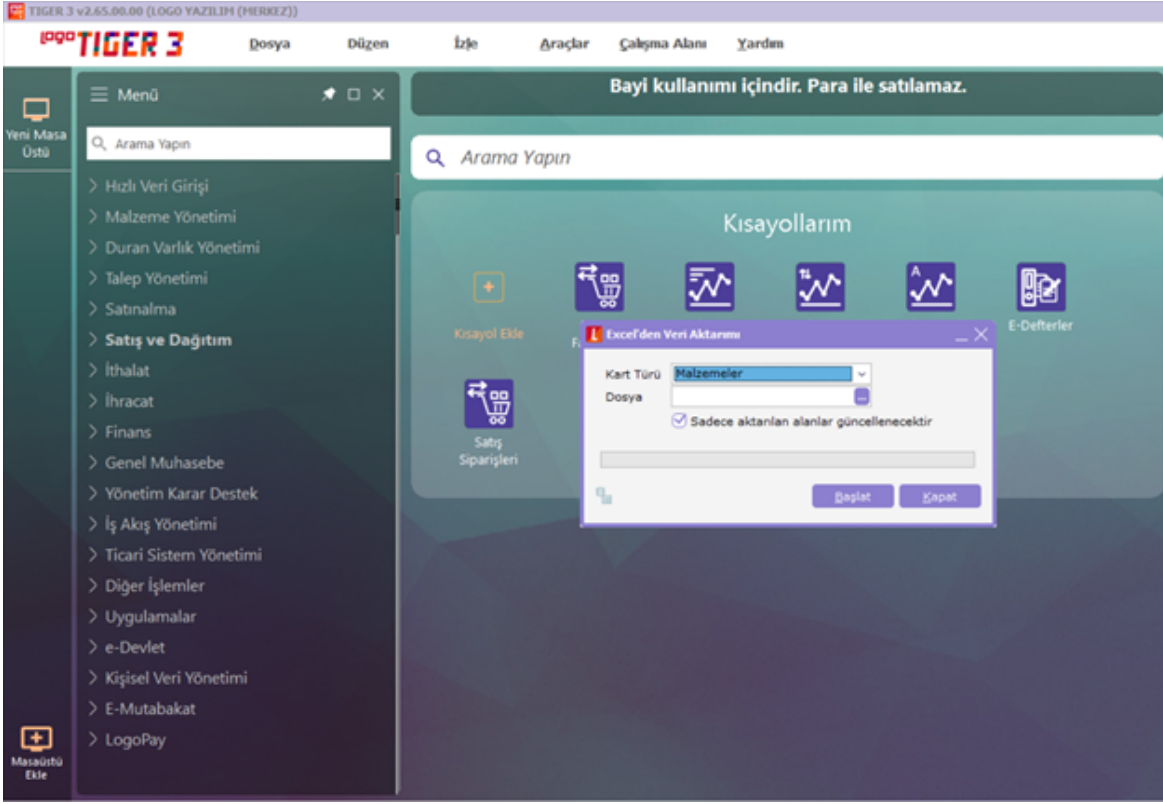 TIGER 3 v2.65.00.00 (LOGO YAZILIM (MERKEZ))
LOGO TIGER 3
Dosya Düzen İzle Araçlar Çalışma Alanı Yardım
Yeni Masa
Üstü
Menü
Arama Yapın
Hızlı Veri Girişi
Malzeme Yönetimi
Duran Varlık Yönetimi
Talep Yönetimi
Satınalma
Satış ve Dağıtım
İthalat
İhracat
Finans
Genel Muhasebe
Yönetim Karar Destek
İş Akış Yönetimi
Ticari Sistem Yönetimi
Diğer İşlemler
Uygulamalar
e-Devlet
Kişisel Veri Yönetimi
E-Mutabakat
LogoPay
Masaüstü
Ekle
Bayi kullanımı içindir. Para ile satılamaz.
Arama Yapın
Kısayollarım
Kısayol Ekle
E-Defterler
Satış
Siparişleri
Excel'den Veri Aktarımı
Kart Türü Malzemeler
Dosya
Sadece aktarılan alanlar güncellenecektir
Başlat Kapat